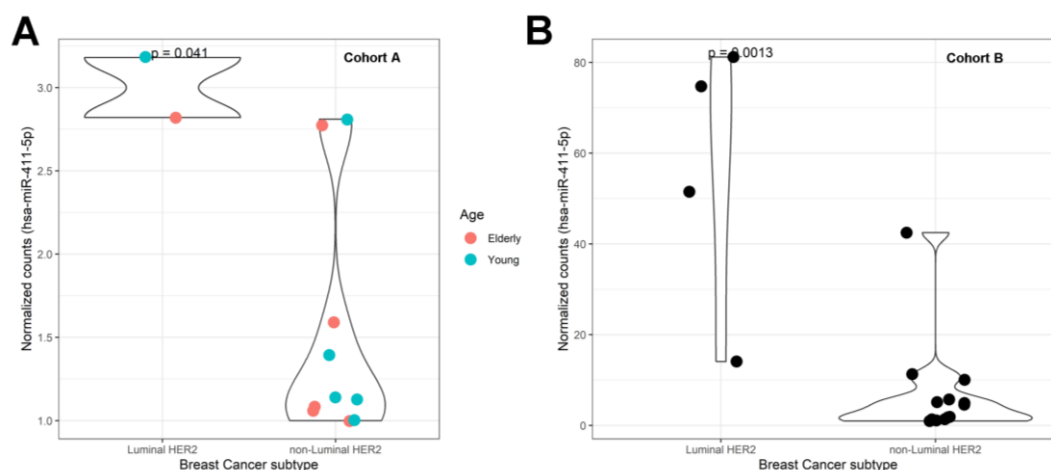 A
Normalized counts (hsa-miR-411-5p)
3.0
2.5
2.0
1.5
1.0
p = 0.041
Cohort A
Luminal HER2
non-Luminal HER2
Breast Cancer subtype
Age
Elderly
Young
B
Normalized counts (hsa-miR-411-5p)
80
60
40
20
0
p = 0.0013
Cohort B
Luminal HER2
non-Luminal HER2
Breast Cancer subtype